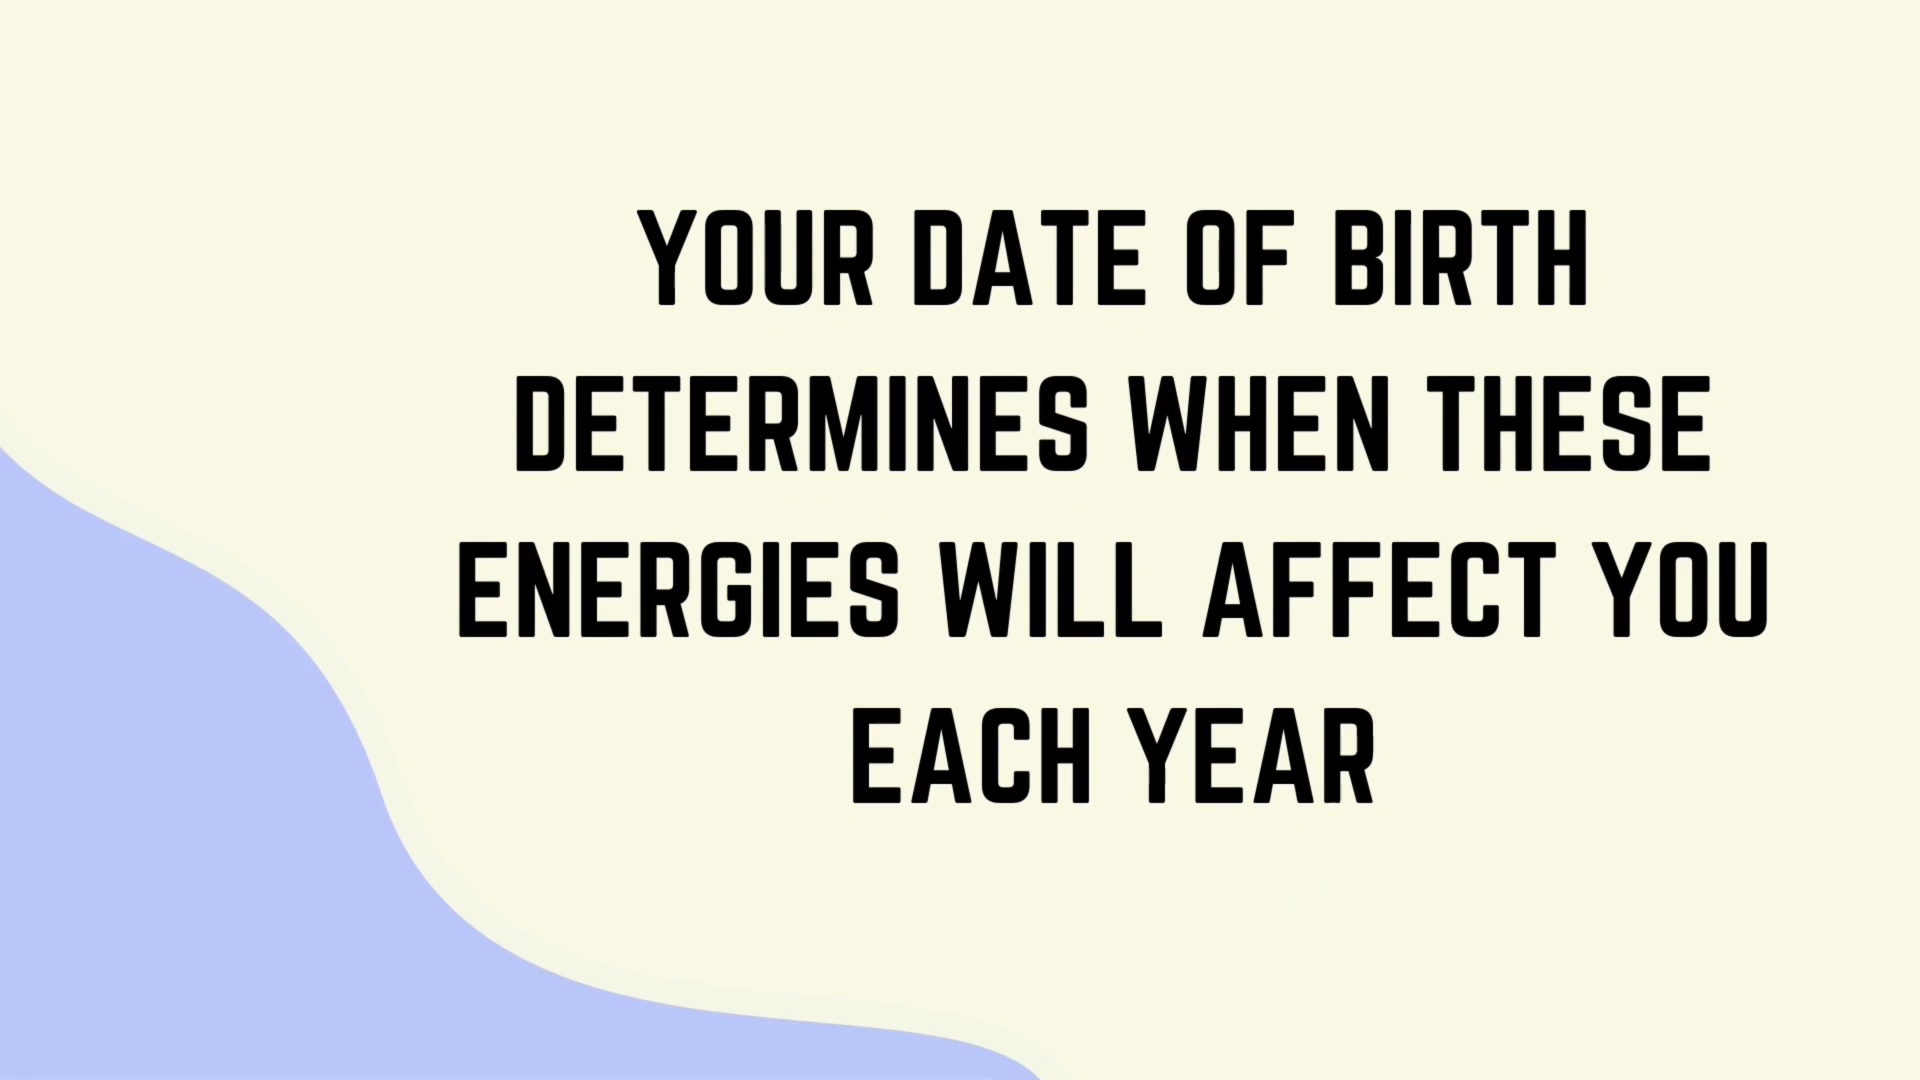 YOUR DATE OF BIRTH
DETERMINES WHEN THESE
ENERGIES WILL AFFECT YOU
EACH YEAR